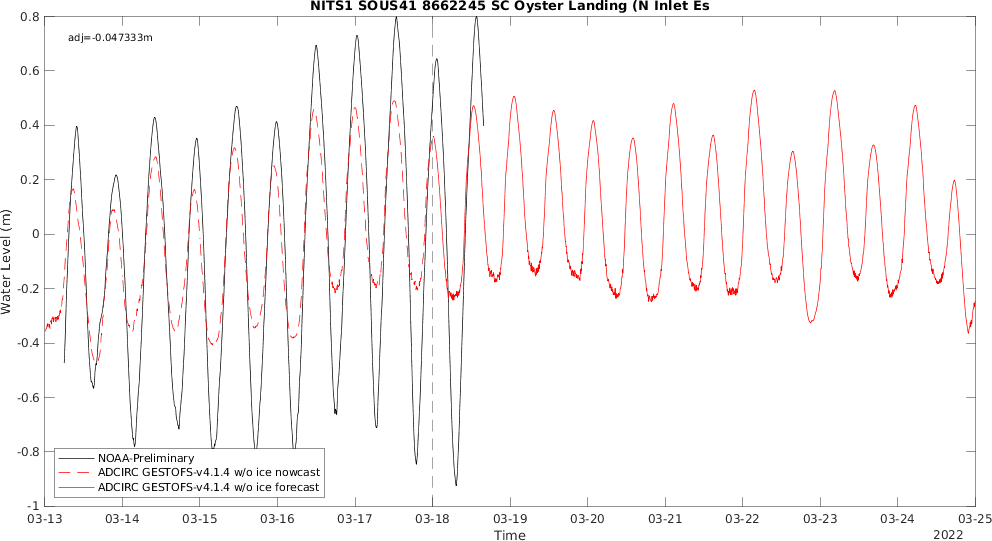 NITS1 SOUS41 8662245 SC Oyster Landing (N Inlet Es
adj=-0.047333m
0.8
0.6
0.4
0.2
0
-0.2
-0.4
-0.6
-0.8
-1
Water Level (m)
NOAA-Preliminary
ADCIRC GESTOFS-v4.1.4 w/o ice nowcast
ADCIRC GESTOFS-v4.1.4 w/o ice forecast
03-13 03-14 03-15 03-16 03-17 03-18 03-19 03-20 03-21 03-22 03-23 03-24 03-25
Time
2022